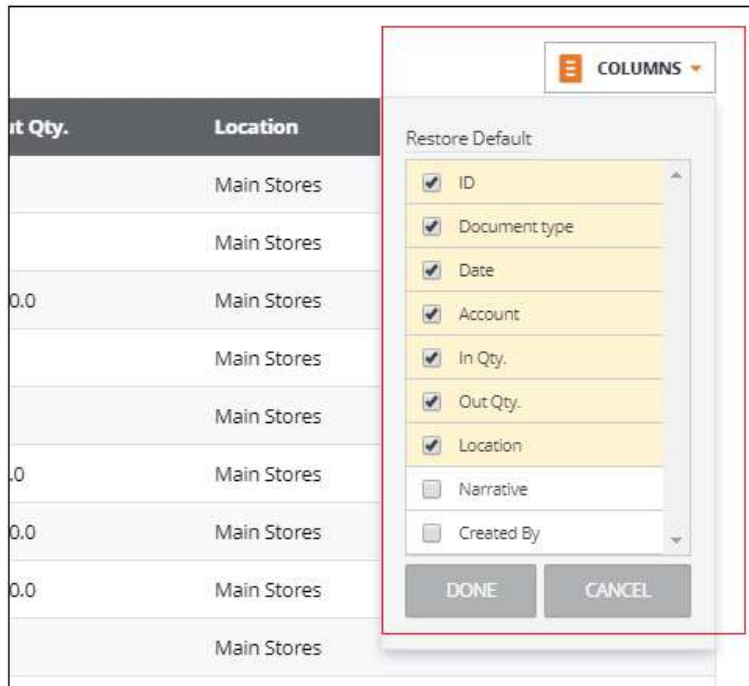 COLUMNS
it Qty. Location
Restore Default
Main Stores
ID
Document type
Main Stores
Date
0.0 Main Stores
Account
Main Stores
In Qty.
Out Qty.
Main Stores
Location
.0 Main Stores
Narrative
0.0 Main Stores
Created By
0.0 Main Stores
DONE CANCEL
Main Stores